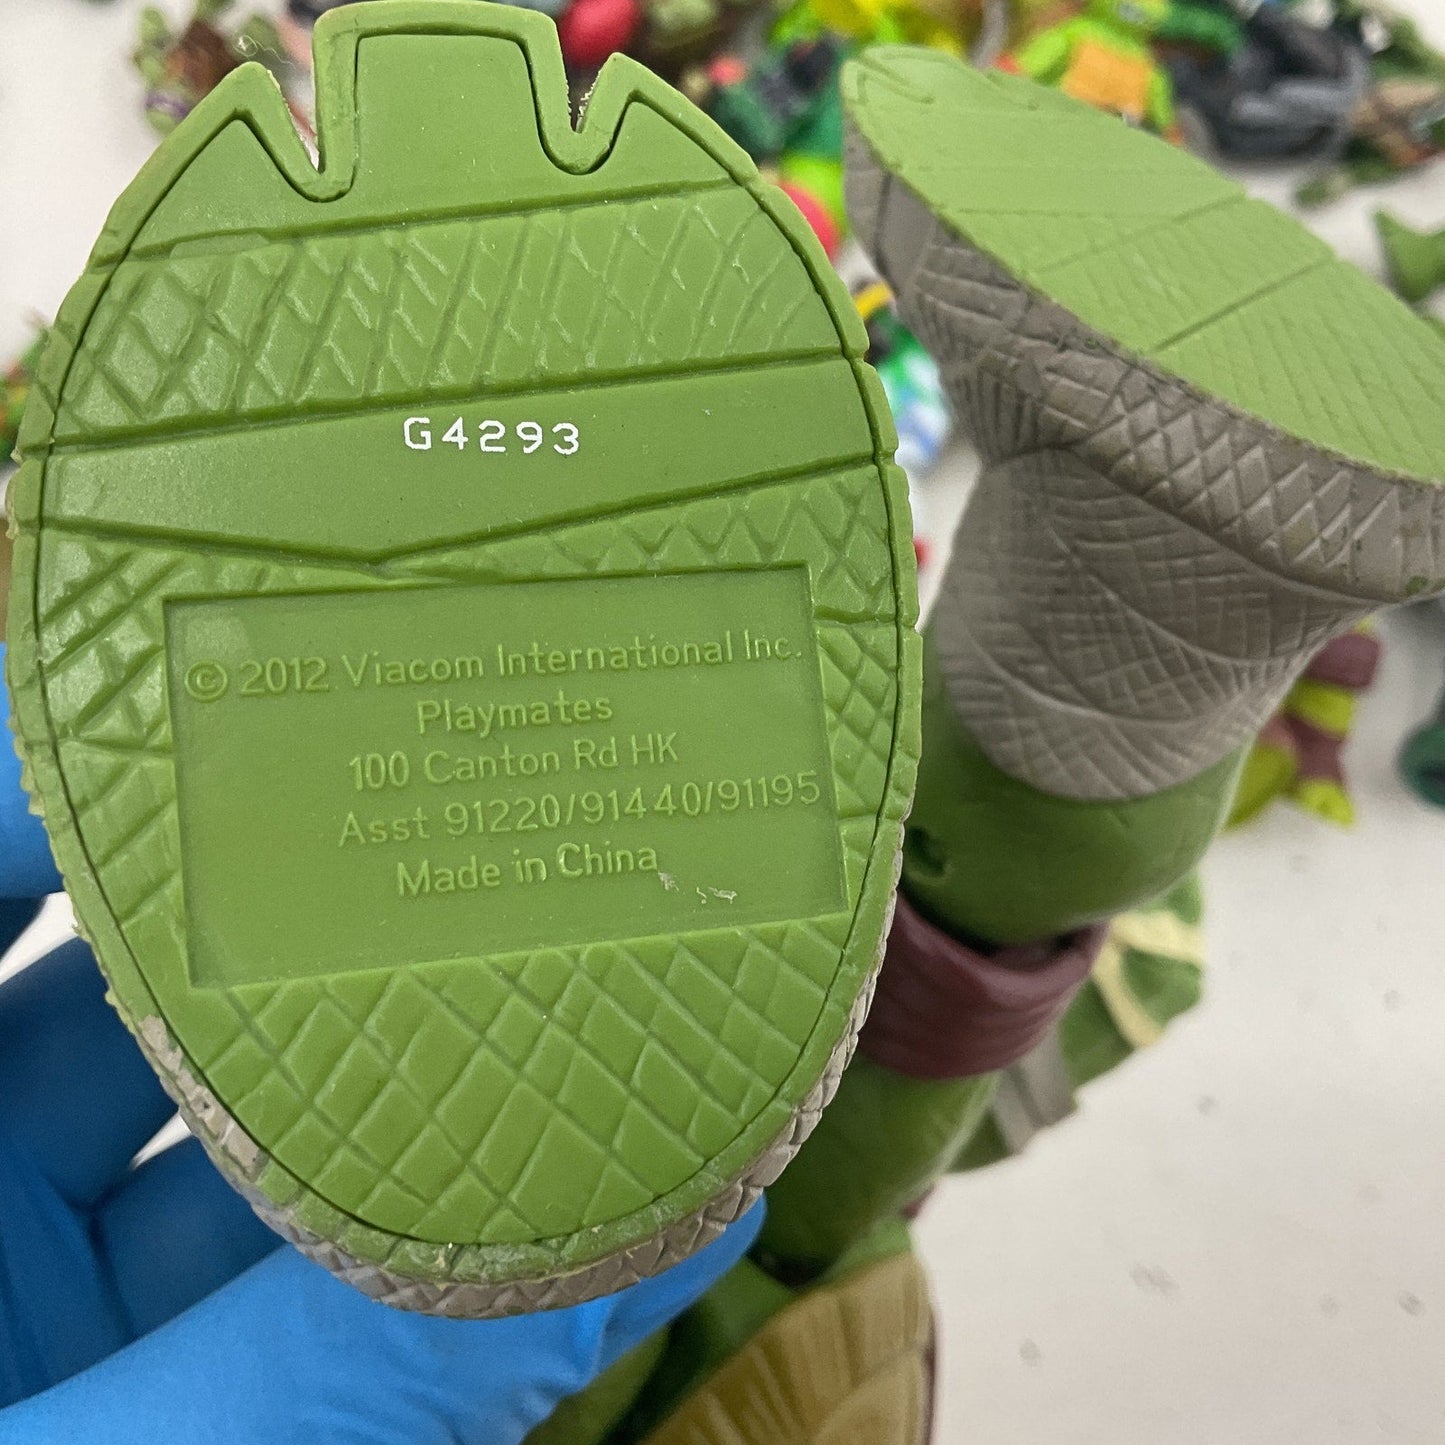 G4293
© 2012 Viacom International Inc.
Playmates
100 Canton Rd HK
Asst 91220/91440/91195
Made in China